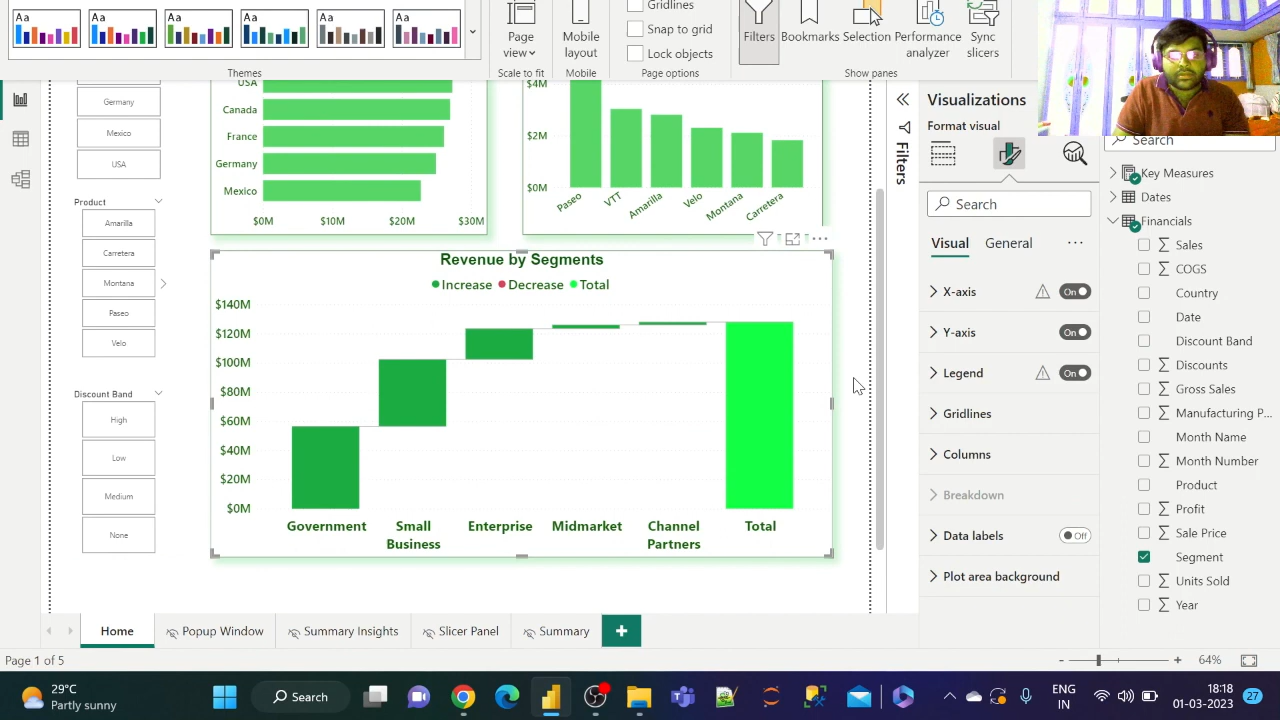 Aa Aa Aa Aa Aa Aa
Themes
Page view
Scale to fit
Mobile layout
Mobile
Gridlines
Snap to grid
Lock objects
Page options
Filters
Bookmarks
Selection
Performance analyzer
Sync slicers
Show panes
Germany
Mexico
USA
Product
Amarilla
Carretera
Montana
Paseo
Velo
Discount Band
High
Low
Medium
None
USA
Canada
France
Germany
Mexico
$0M $10M $20M $30M
$4M
$2M
$0M
Paseo VTT Amarilla Velo Montana Carretera
Revenue by Segments
Increase Decrease Total
$140M
$120M
$100M
$80M
$60M
$40M
$20M
$0M
Government Small Business Enterprise Midmarket Channel Partners Total
Filters
Visualizations
Format visual
Search
Visual General
X-axis On
Y-axis On
Legend On
Gridlines
Columns
Breakdown
Data labels Off
Plot area background
Search
Key Measures
Dates
Financials
Sales
COGS
Country
Date
Discount Band
Discounts
Gross Sales
Manufacturing P...
Month Name
Month Number
Product
Profit
Sale Price
Segment
Units Sold
Year
Home Popup Window Summary Insights Slicer Panel Summary
Page 1 of 5
64%
29°C
Partly sunny
Search
ENG
IN
18:18
01-03-2023
27